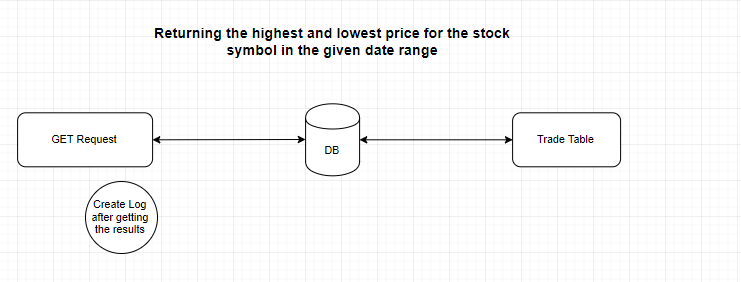 Returning the highest and lowest price for the stock
symbol in the given date range
GET Request
DB
Trade Table
Create Log
after getting
the results